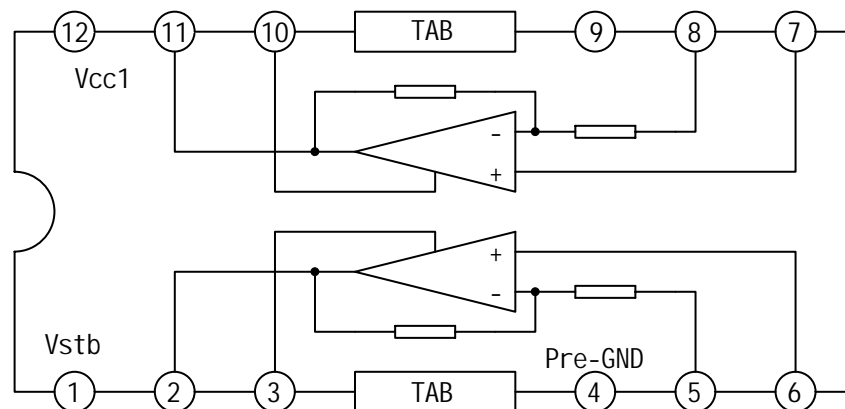 12 11 10 TAB 9 8 7
Vcc1
-
+
+
-
Vstb Pre-GND
1 2 3 TAB 4 5 6